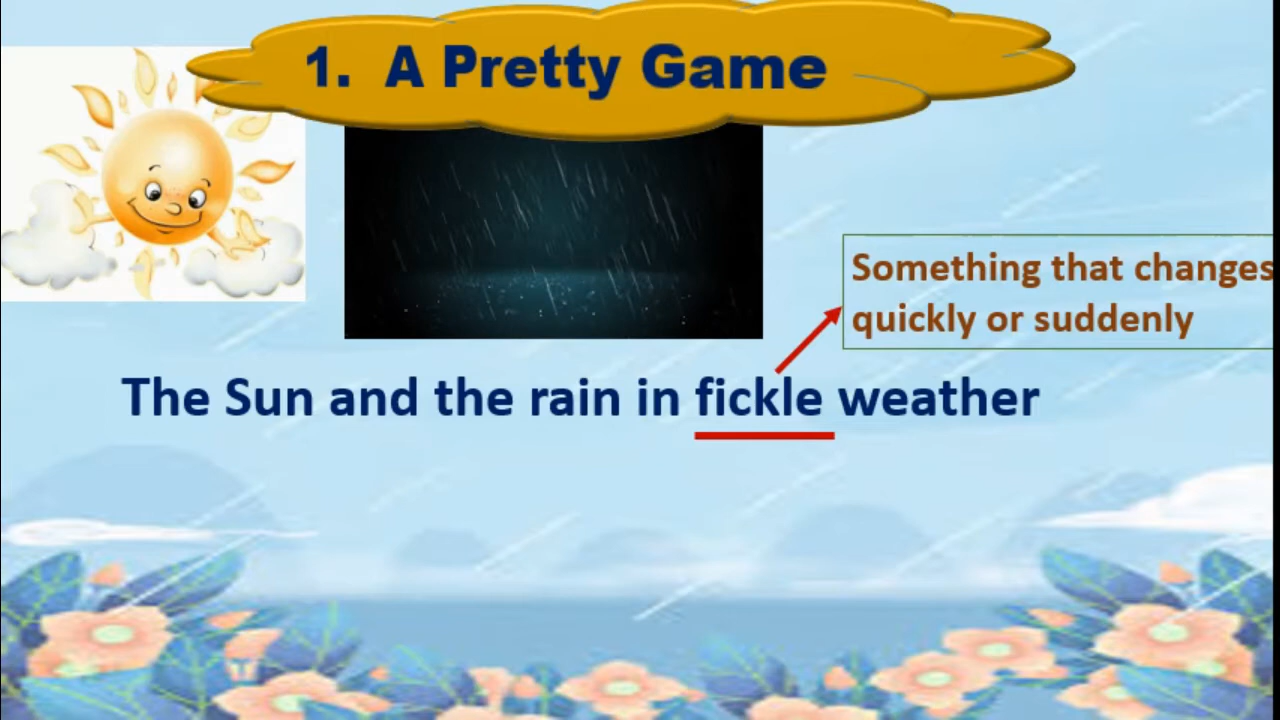 1. A Pretty Game
Something that changes
quickly or suddenly
The Sun and the rain in fickle weather